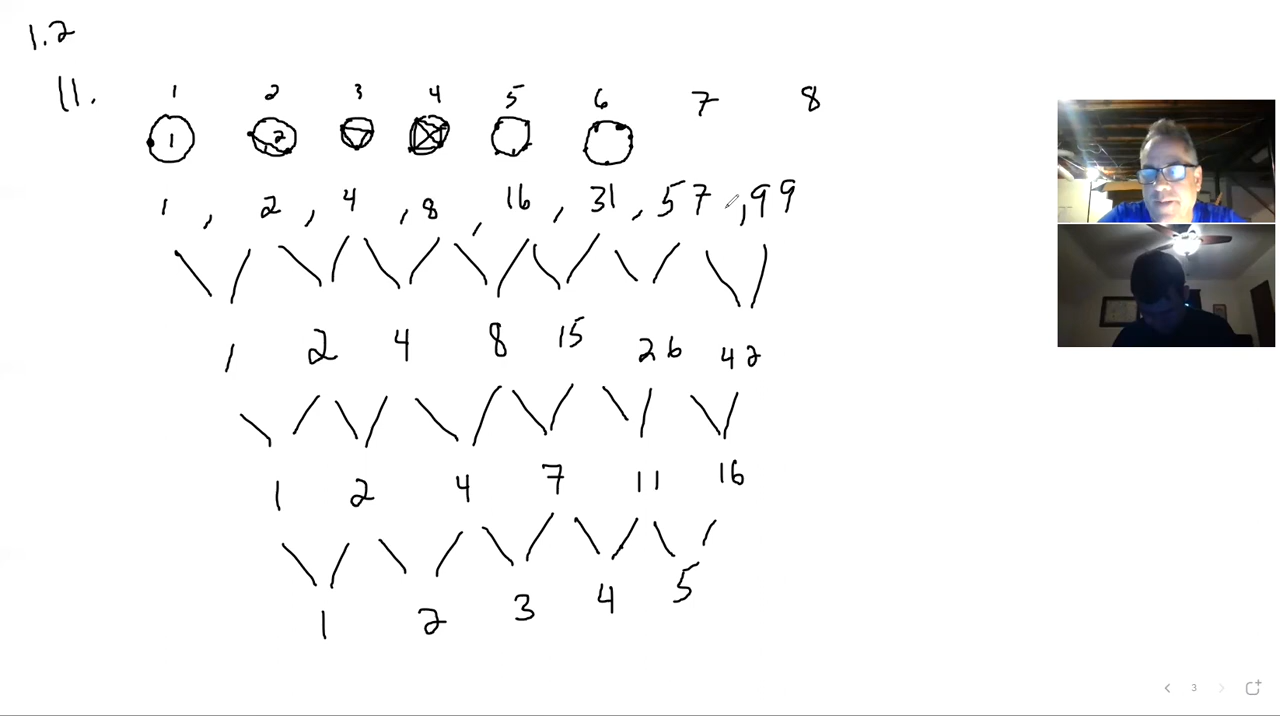 1.2
11. 1 2 3 4 5 6 7 8
1 2
1 , 2 , 4 , 8 , 16 , 31 , 57 , 99
1 2 4 8 15 26 42
1 2 4 7 11 16
1 2 3 4 5
3